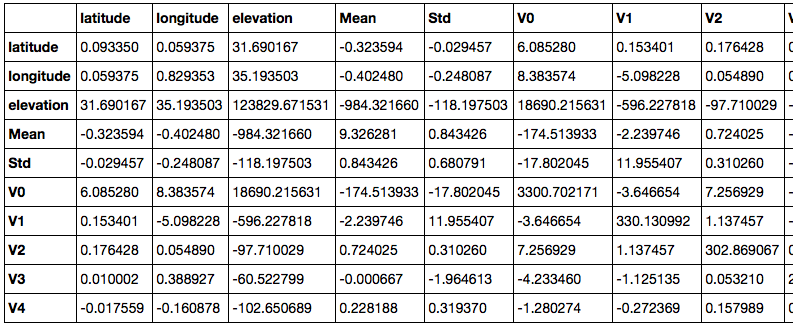 latitude longitude elevation Mean Std V0 V1 V2
latitude 0.093350 0.059375 31.690167 -0.323594 -0.029457 6.085280 0.153401 0.176428
longitude 0.059375 0.829353 35.193503 -0.402480 -0.248087 8.383574 -5.098228 0.054890
elevation 31.690167 35.193503 123829.671531 -984.321660 -118.197503 18690.215631 -596.227818 -97.710029 -
Mean -0.323594 -0.402480 -984.321660 9.326281 0.843426 -174.513933 -2.239746 0.724025 -
Std -0.029457 -0.248087 -118.197503 0.843426 0.680791 -17.802045 11.955407 0.310260 -
V0 6.085280 8.383574 18690.215631 -174.513933 -17.802045 3300.702171 -3.646654 7.256929 -
V1 0.153401 -5.098228 -596.227818 -2.239746 11.955407 -3.646654 330.130992 1.137457 -
V2 0.176428 0.054890 -97.710029 0.724025 0.310260 7.256929 1.137457 302.869067
V3 0.010002 0.388927 -60.522799 -0.000667 -1.964613 -4.233460 -1.125135 0.053210
V4 -0.017559 -0.160878 -102.650689 0.228188 0.319370 -1.280274 -0.272369 0.157989